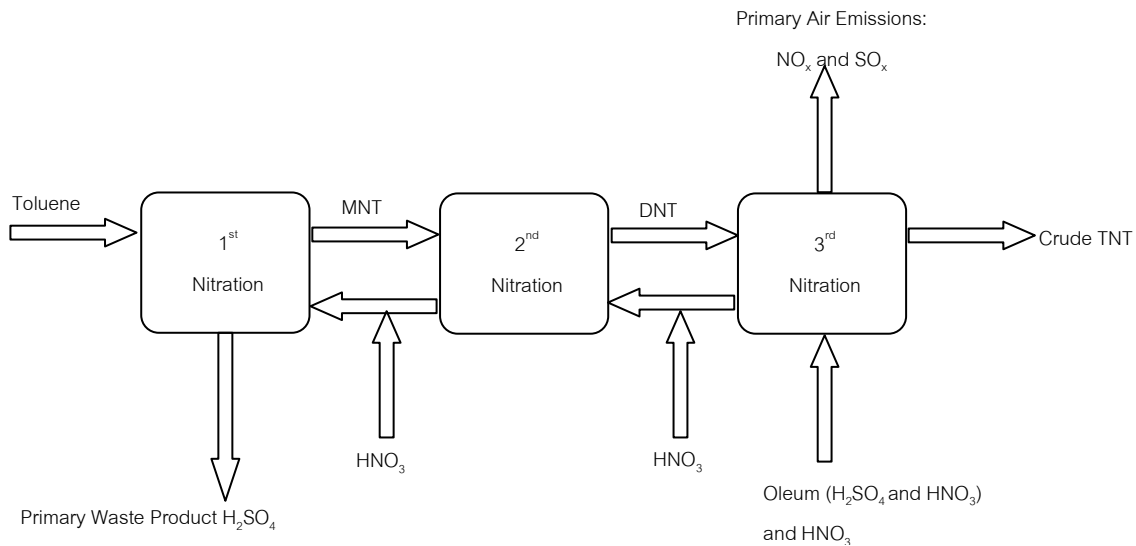 Primary Air Emissions:
NOₓ and SOₓ
Toluene
MNT
DNT
1ˢᵗ
Nitration
2ⁿᵈ
Nitration
3ʳᵈ
Nitration
Crude TNT
HNO₃
HNO₃
Oleum (H₂SO₄ and HNO₃)
and HNO₃
Primary Waste Product H₂SO₄